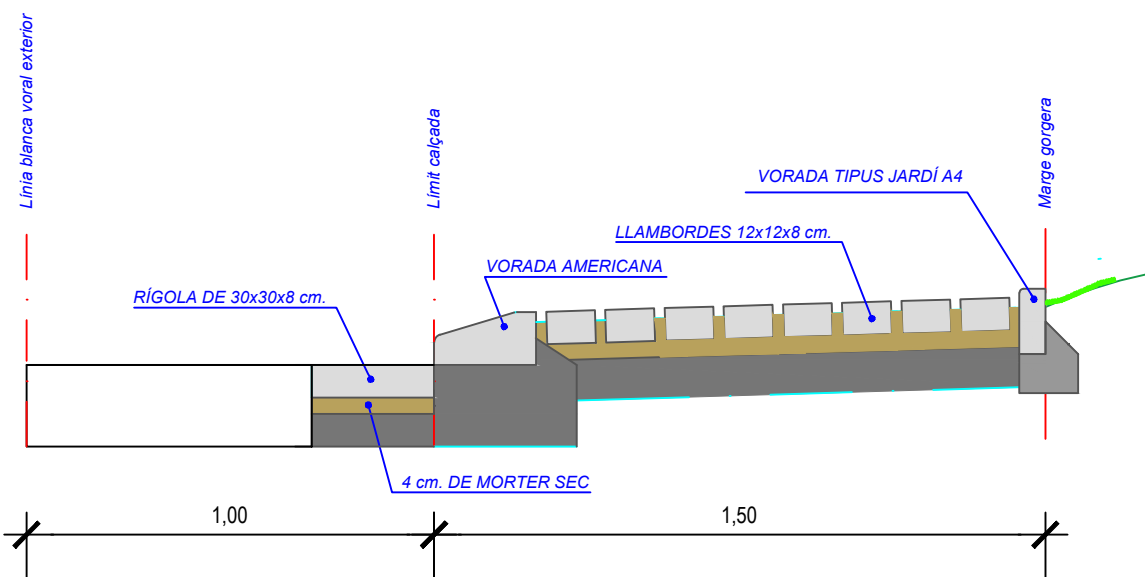 Línia blanca voral exterior
Límit calçada
Marge gorgera
VORADA TIPUS JARDÍ A4
LLAMBORDES 12x12x8 cm.
VORADA AMERICANA
RÍGOLA DE 30x30x8 cm.
4 cm. DE MORTER SEC
1,00
1,50